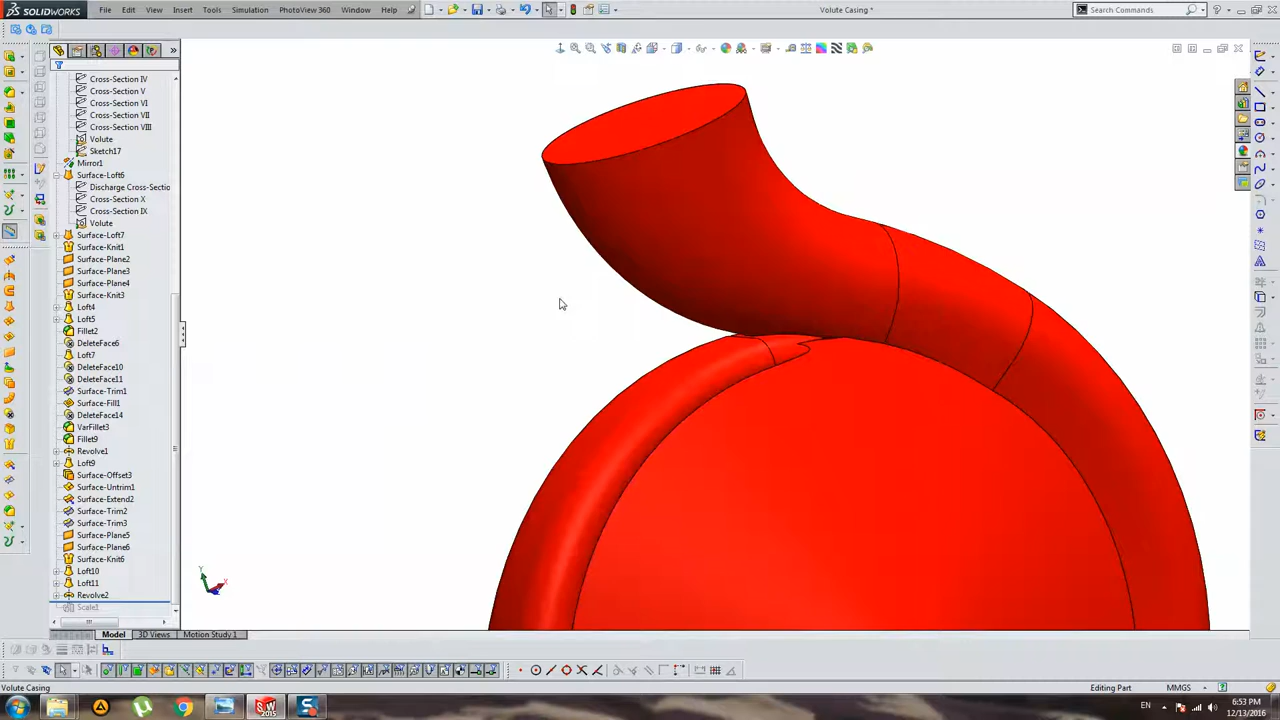 SOLIDWORKS File Edit View Insert Tools Simulation PhotoView 360 Window Help Volute Casing * Search Commands
Cross-Section IV
Cross-Section V
Cross-Section VI
Cross-Section VII
Cross-Section VIII
Volute
Sketch17
Mirror1
Surface-Loft6
Discharge Cross-Sectio
Cross-Section X
Cross-Section IX
Volute
Surface-Loft7
Surface-Knit1
Surface-Plane2
Surface-Plane3
Surface-Plane4
Surface-Knit3
Loft4
Loft5
Fillet2
DeleteFace6
Loft7
DeleteFace10
DeleteFace11
Surface-Trim1
Surface-Fill1
DeleteFace14
VarFillet3
Fillet9
Revolve1
Loft9
Surface-Offset3
Surface-Untrim1
Surface-Extend2
Surface-Trim2
Surface-Trim3
Surface-Plane5
Surface-Plane6
Surface-Knit6
Loft10
Loft11
Revolve2
Scale1
Y
X
Model 3D Views Motion Study 1
Volute Casing Editing Part MMGS
EN 6:53 PM
12/13/2016
SW
2015